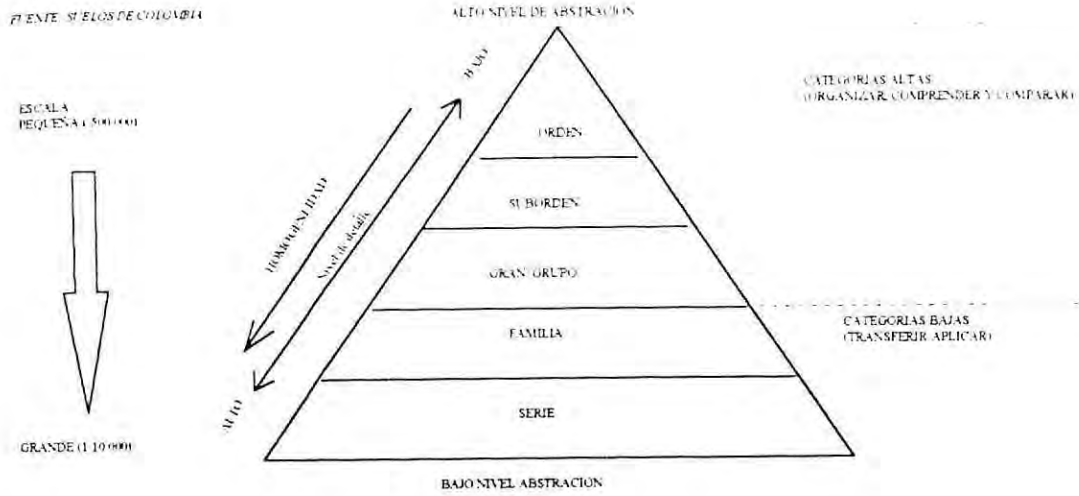 FUENTE: SUELOS DE COLOMBIA
ALTO NIVEL DE ABSTRACION
BAJO
CATEGORIAS ALTAS
(ORGANIZAR, COMPRENDER Y COMPARAR)
ESCALA
PEQUEÑA (1:500.000)
ORDEN
HOMOGENEIDAD
SUBORDEN
Nivel de detalle
GRAN GRUPO
CATEGORIAS BAJAS
(TRANSFERIR APLICAR)
FAMILIA
ALTO
SERIE
GRANDE (1:10.000)
BAJO NIVEL ABSTRACION